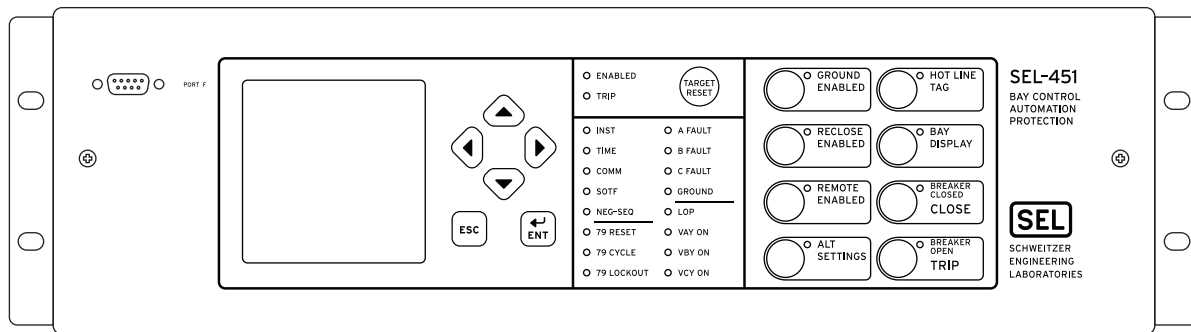 PORT F
ESC
ENT
ENABLED
TRIP
TARGET
RESET
INST
TIME
COMM
SOTF
NEG-SEQ
79 RESET
79 CYCLE
79 LOCKOUT
A FAULT
B FAULT
C FAULT
GROUND
LOP
VAY ON
VBY ON
VCY ON
GROUND
ENABLED
HOT LINE
TAG
RECLOSE
ENABLED
BAY
DISPLAY
REMOTE
ENABLED
BREAKER
CLOSED
CLOSE
ALT
SETTINGS
BREAKER
OPEN
TRIP
SEL-451
BAY CONTROL
AUTOMATION
PROTECTION
SEL
SCHWEITZER
ENGINEERING
LABORATORIES